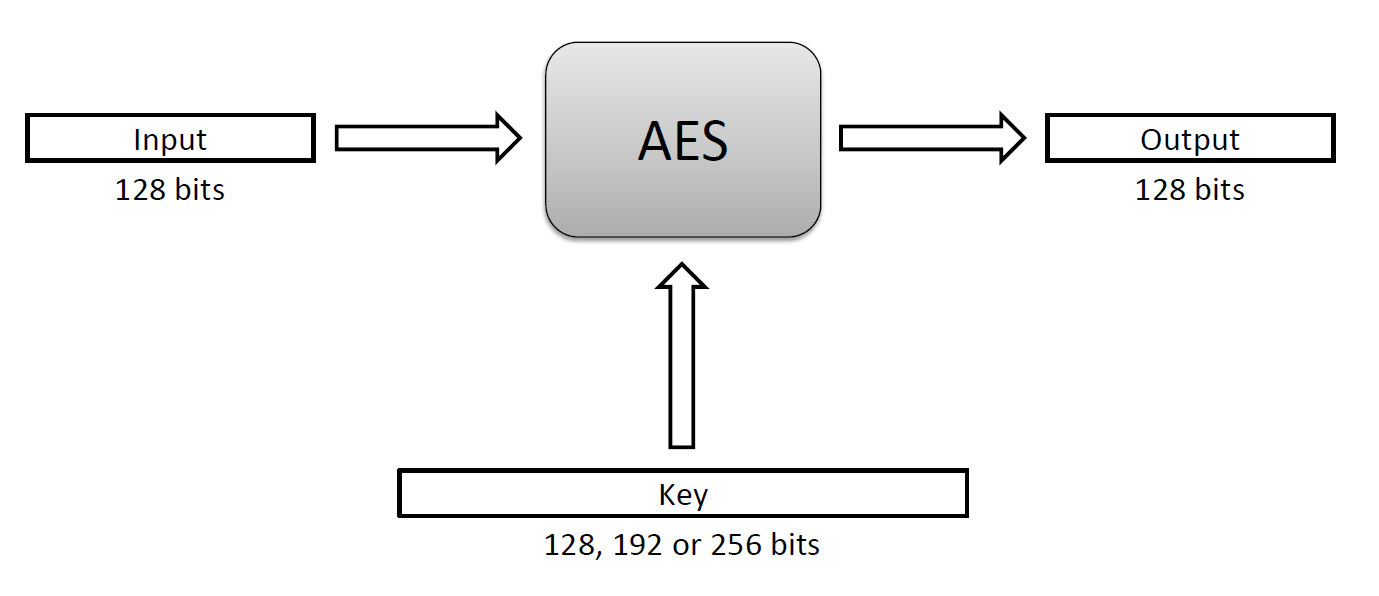 Input
128 bits
AES
Output
128 bits
Key
128, 192 or 256 bits